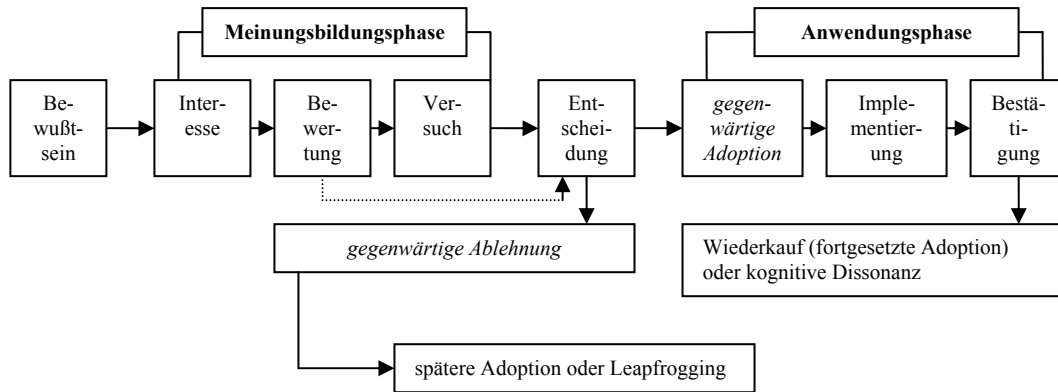 Meinungsbildungsphase
Anwendungsphase
Be-
wußt-
sein
Inter-
esse
Be-
wer-
tung
Ver-
such
Ent-
schei-
dung
gegen-
wärtige
Adoption
Imple-
mentier-
ung
Bestä-
ti-
gung
gegenwärtige Ablehnung
Wiederkauf (fortgesetzte Adoption)
oder kognitive Dissonanz
spätere Adoption oder Leapfrogging